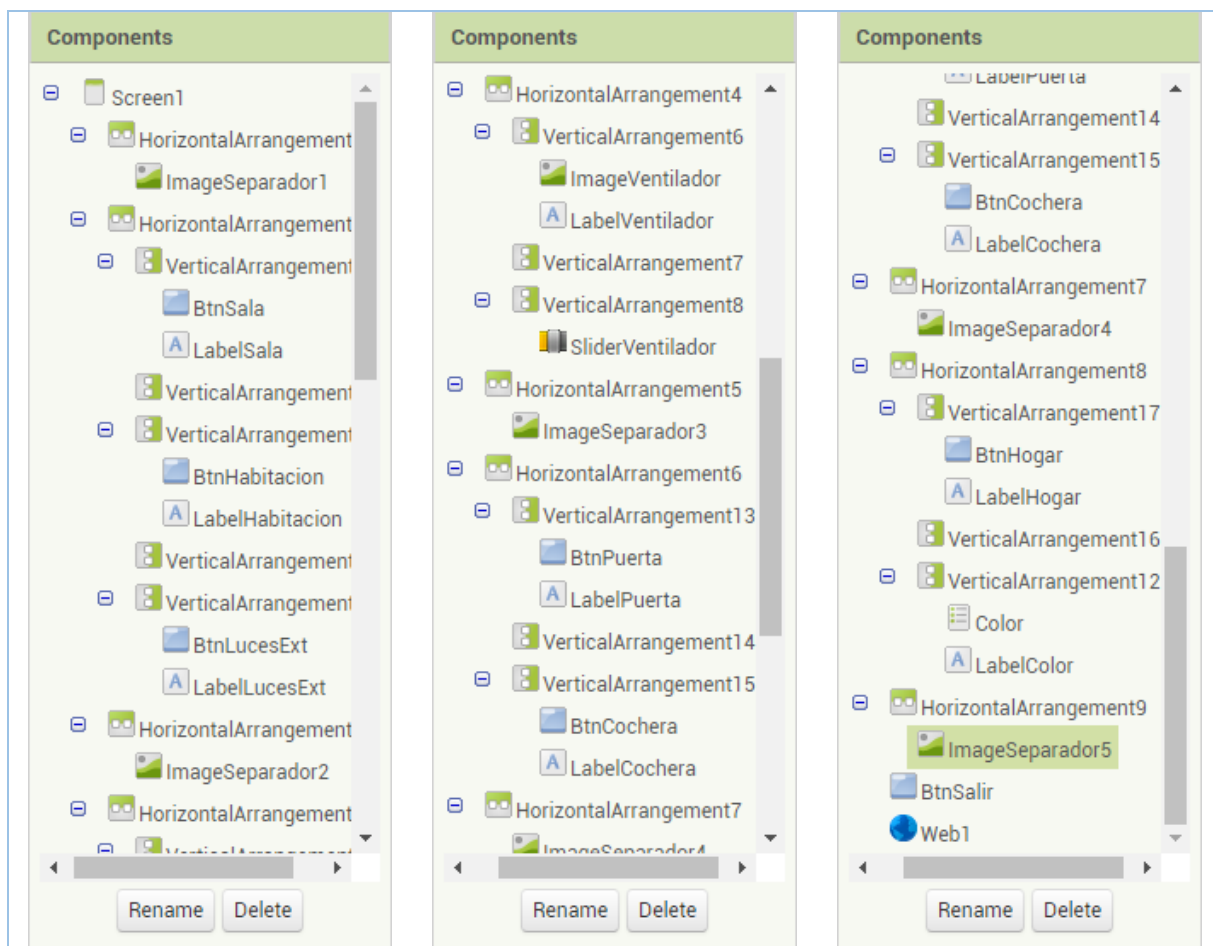 Components
Screen1
HorizontalArrangement
ImageSeparador1
HorizontalArrangement
VerticalArrangement
BtnSala
LabelSala
VerticalArrangement
VerticalArrangement
BtnHabitacion
LabelHabitacion
VerticalArrangement
VerticalArrangement
BtnLucesExt
LabelLucesExt
HorizontalArrangement
ImageSeparador2
HorizontalArrangement
VerticalArrangement
Rename Delete
Components
HorizontalArrangement4
VerticalArrangement6
ImageVentilador
LabelVentilador
VerticalArrangement7
VerticalArrangement8
SliderVentilador
HorizontalArrangement5
ImageSeparador3
HorizontalArrangement6
VerticalArrangement13
BtnPuerta
LabelPuerta
VerticalArrangement14
VerticalArrangement15
BtnCochera
LabelCochera
HorizontalArrangement7
ImageSeparador4
Rename Delete
Components
LabelPuerta
VerticalArrangement14
VerticalArrangement15
BtnCochera
LabelCochera
HorizontalArrangement7
ImageSeparador4
HorizontalArrangement8
VerticalArrangement17
BtnHogar
LabelHogar
VerticalArrangement16
VerticalArrangement12
Color
LabelColor
HorizontalArrangement9
ImageSeparador5
BtnSalir
Web1
Rename Delete